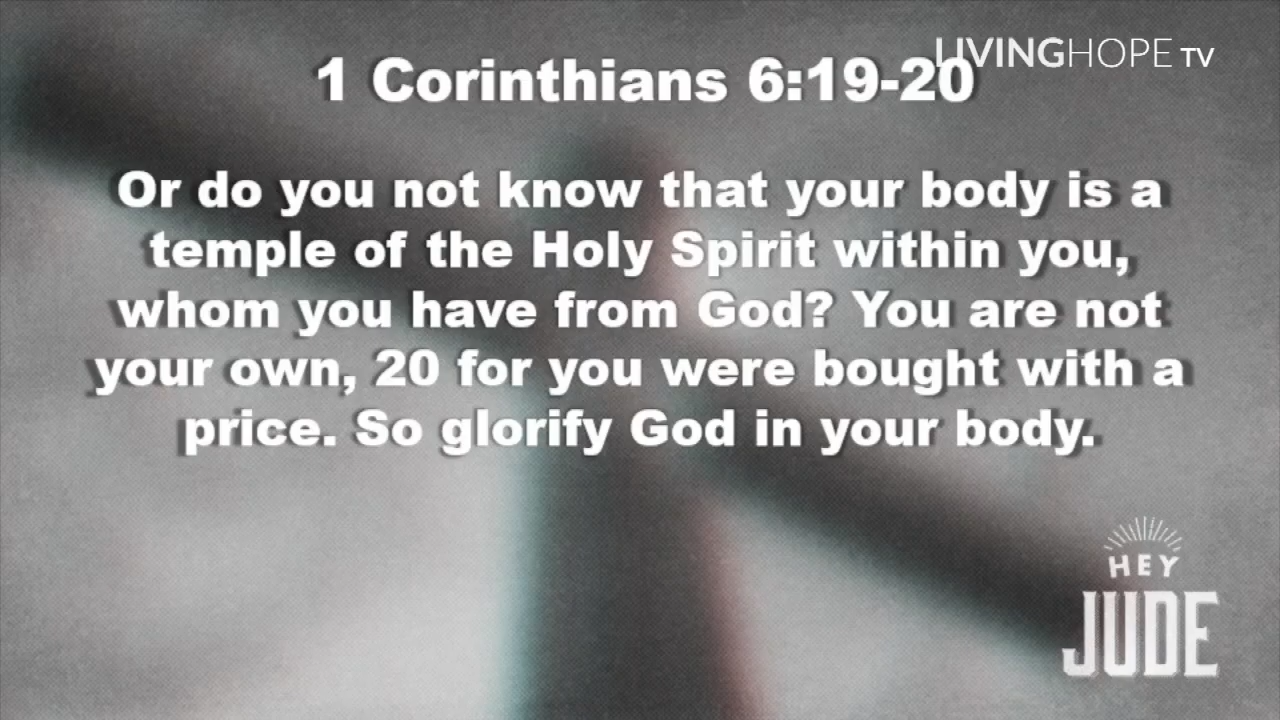 LIVINGHOPE TV
1 Corinthians 6:19-20
Or do you not know that your body is a
temple of the Holy Spirit within you,
whom you have from God? You are not
your own, 20 for you were bought with a
price. So glorify God in your body.
HEY
JUDE